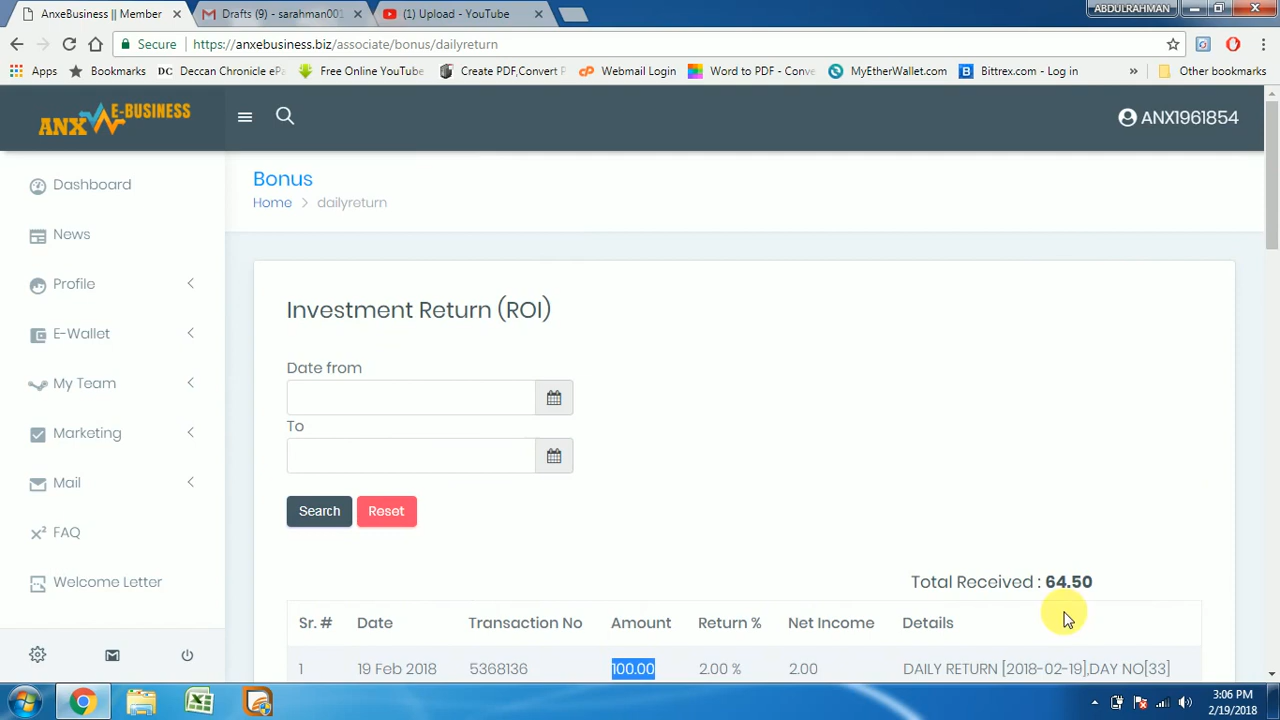 AnxeBusiness || Member
Drafts (9) - sarahman001
(1) Upload - YouTube
ABDULRAHMAN
Secure
https://anxebusiness.biz/associate/bonus/dailyreturn
Apps
Bookmarks
DC Deccan Chronicle ePa
Free Online YouTube
Create PDF,Convert P
Webmail Login
Word to PDF - Conve
MyEtherWallet.com
B Bittrex.com - Log in
Other bookmarks
ANX E-BUSINESS
ANX1961854
Dashboard
News
Profile
E-Wallet
My Team
Marketing
Mail
FAQ
Welcome Letter
Bonus
Home > dailyreturn
Investment Return (ROI)
Date from
To
Search Reset
Total Received : 64.50
Sr. # Date Transaction No Amount Return % Net Income Details
1 19 Feb 2018 5368136 100.00 2.00 % 2.00 DAILY RETURN [2018-02-19],DAY NO[33]
3:06 PM
2/19/2018